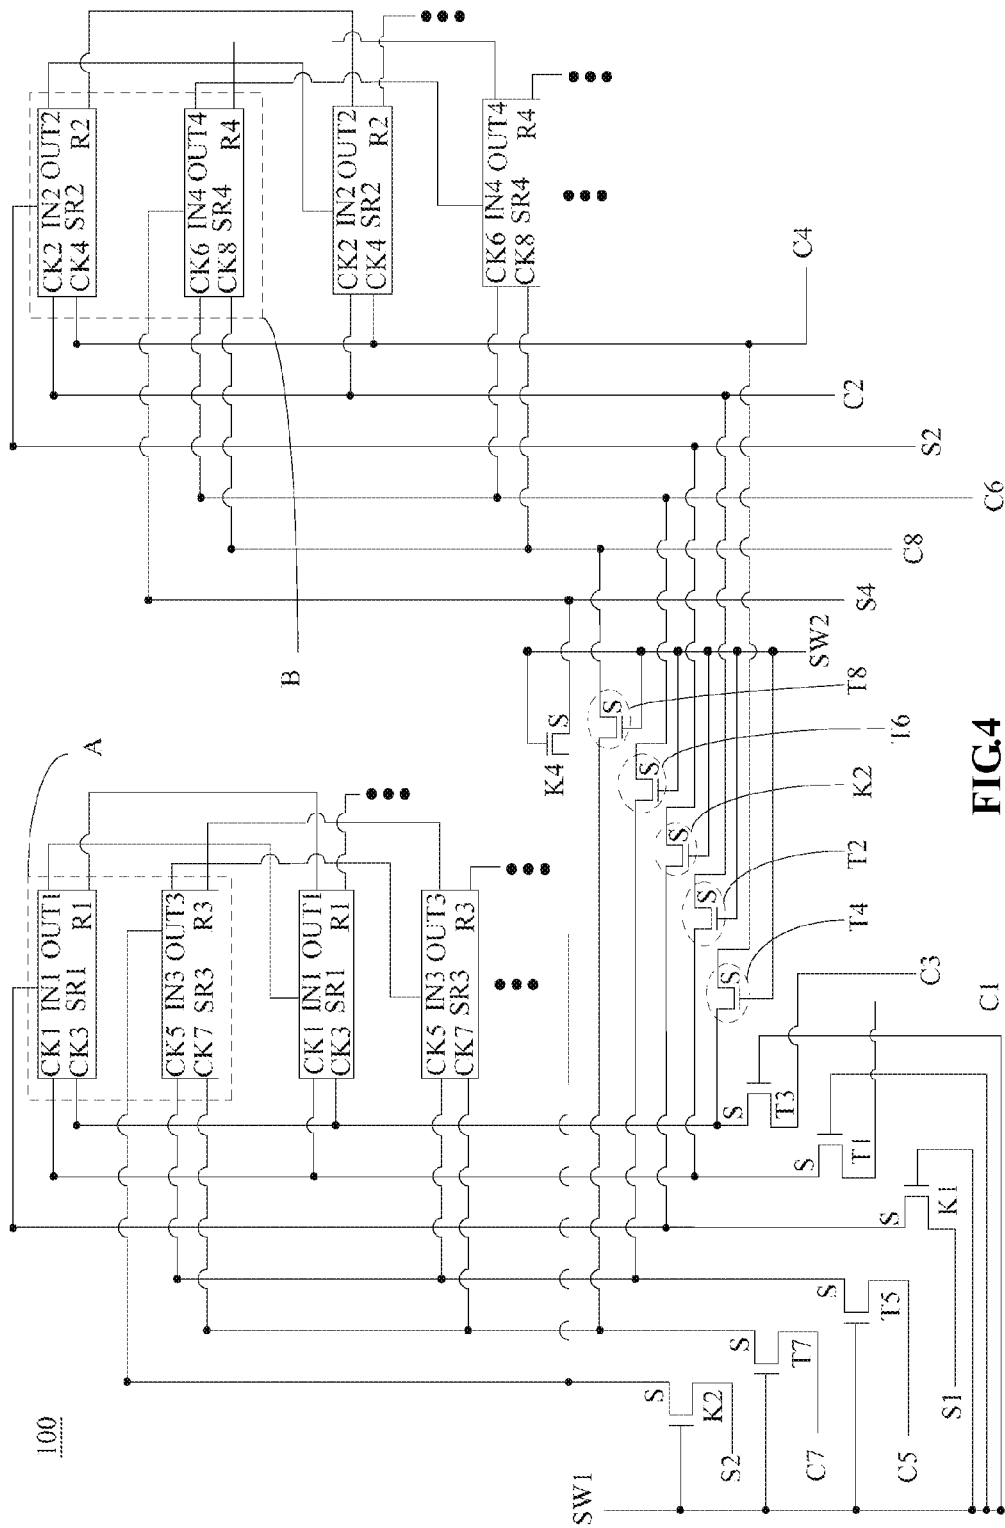 100
CK1 IN1 OUT1
CK3 SR1 R1
CK5 IN3 OUT3
CK7 SR3 R3
CK1 IN1 OUT1
CK3 SR1 R1
CK5 IN3 OUT3
CK7 SR3 R3
A
CK2 IN2 OUT2
CK4 SR2 R2
CK6 IN4 OUT4
CK8 SR4 R4
CK2 IN2 OUT2
CK4 SR2 R2
CK6 IN4 OUT4
CK8 SR4 R4
B
SW1
S
K2
S2
S
T7
C7
S
T5
C5
S
K1
S1
S
T1
C1
S
T3
C3
K4
S
S
T8
S
T6
S
K2
S
T2
S
T4
SW2
S4
C8
C6
S2
C2
C4
FIG.4